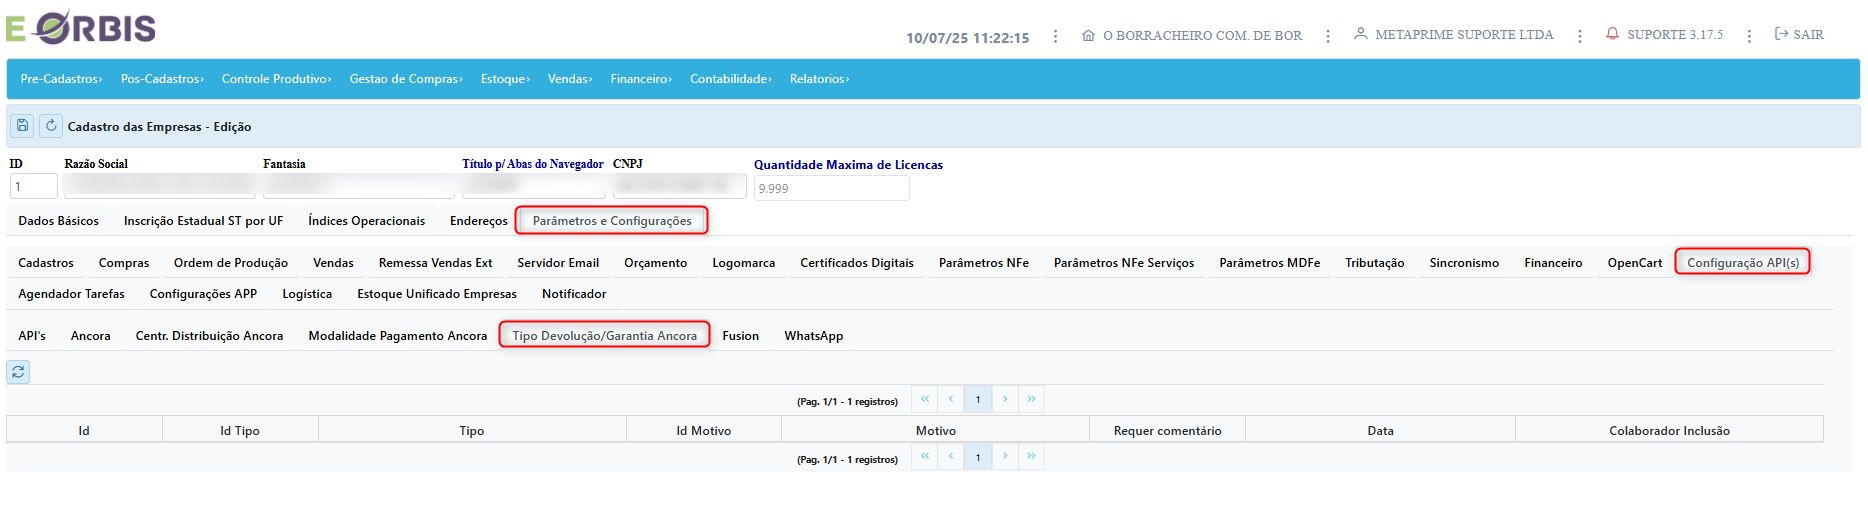 E ORBIS
10/07/25 11:22:15 ⋮ O BORRACHEIRO COM. DE BOR ⋮ METAPRIME SUPORTE LTDA ⋮ SUPORTE 3.17.5 ⋮ SAIR
Pre-Cadastros› Pos-Cadastros› Controle Produtivo› Gestao de Compras› Estoque› Vendas› Financeiro› Contabilidade› Relatorios›
Cadastro das Empresas - Edição
ID Razão Social Fantasia Título p/ Abas do Navegador CNPJ Quantidade Maxima de Licencas
1 9.999
Dados Básicos Inscrição Estadual ST por UF Índices Operacionais Endereços Parâmetros e Configurações
Cadastros Compras Ordem de Produção Vendas Remessa Vendas Ext Servidor Email Orçamento Logomarca Certificados Digitais Parâmetros NFe Parâmetros NFe Serviços Parâmetros MDFe Tributação Sincronismo Financeiro OpenCart Configuração API(s)
Agendador Tarefas Configurações APP Logística Estoque Unificado Empresas Notificador
API's Ancora Centr. Distribuição Ancora Modalidade Pagamento Ancora Tipo Devolução/Garantia Ancora Fusion WhatsApp
(Pag. 1/1 - 1 registros) « ‹ 1 › »
Id Id Tipo Tipo Id Motivo Motivo Requer comentário Data Colaborador Inclusão
(Pag. 1/1 - 1 registros) « ‹ 1 › »